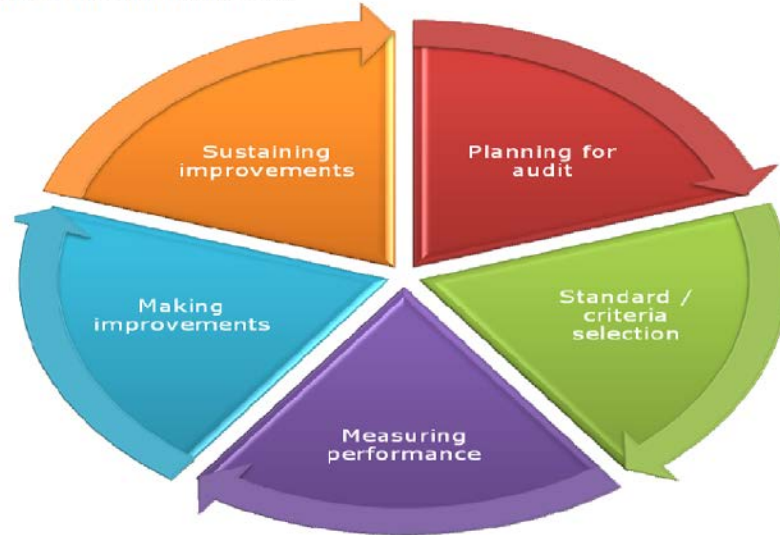 Sustaining
improvements
Planning for
audit
Standard /
criteria
selection
Measuring
performance
Making
improvements